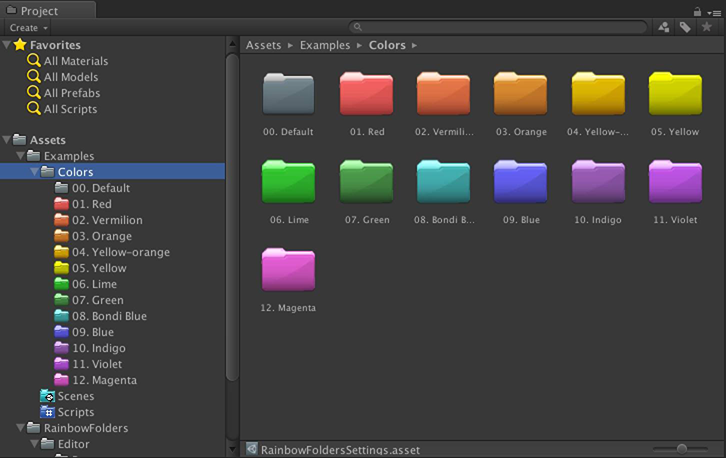 Project
Create
Favorites
All Materials
All Models
All Prefabs
All Scripts
Assets
Examples
Colors
00. Default
01. Red
02. Vermilion
03. Orange
04. Yellow-orange
05. Yellow
06. Lime
07. Green
08. Bondi Blue
09. Blue
10. Indigo
11. Violet
12. Magenta
Scenes
Scripts
RainbowFolders
Editor
Assets Examples Colors
00. Default 01. Red 02. Vermili... 03. Orange 04. Yellow-... 05. Yellow
06. Lime 07. Green 08. Bondi B... 09. Blue 10. Indigo 11. Violet
12. Magenta
RainbowFoldersSettings.asset